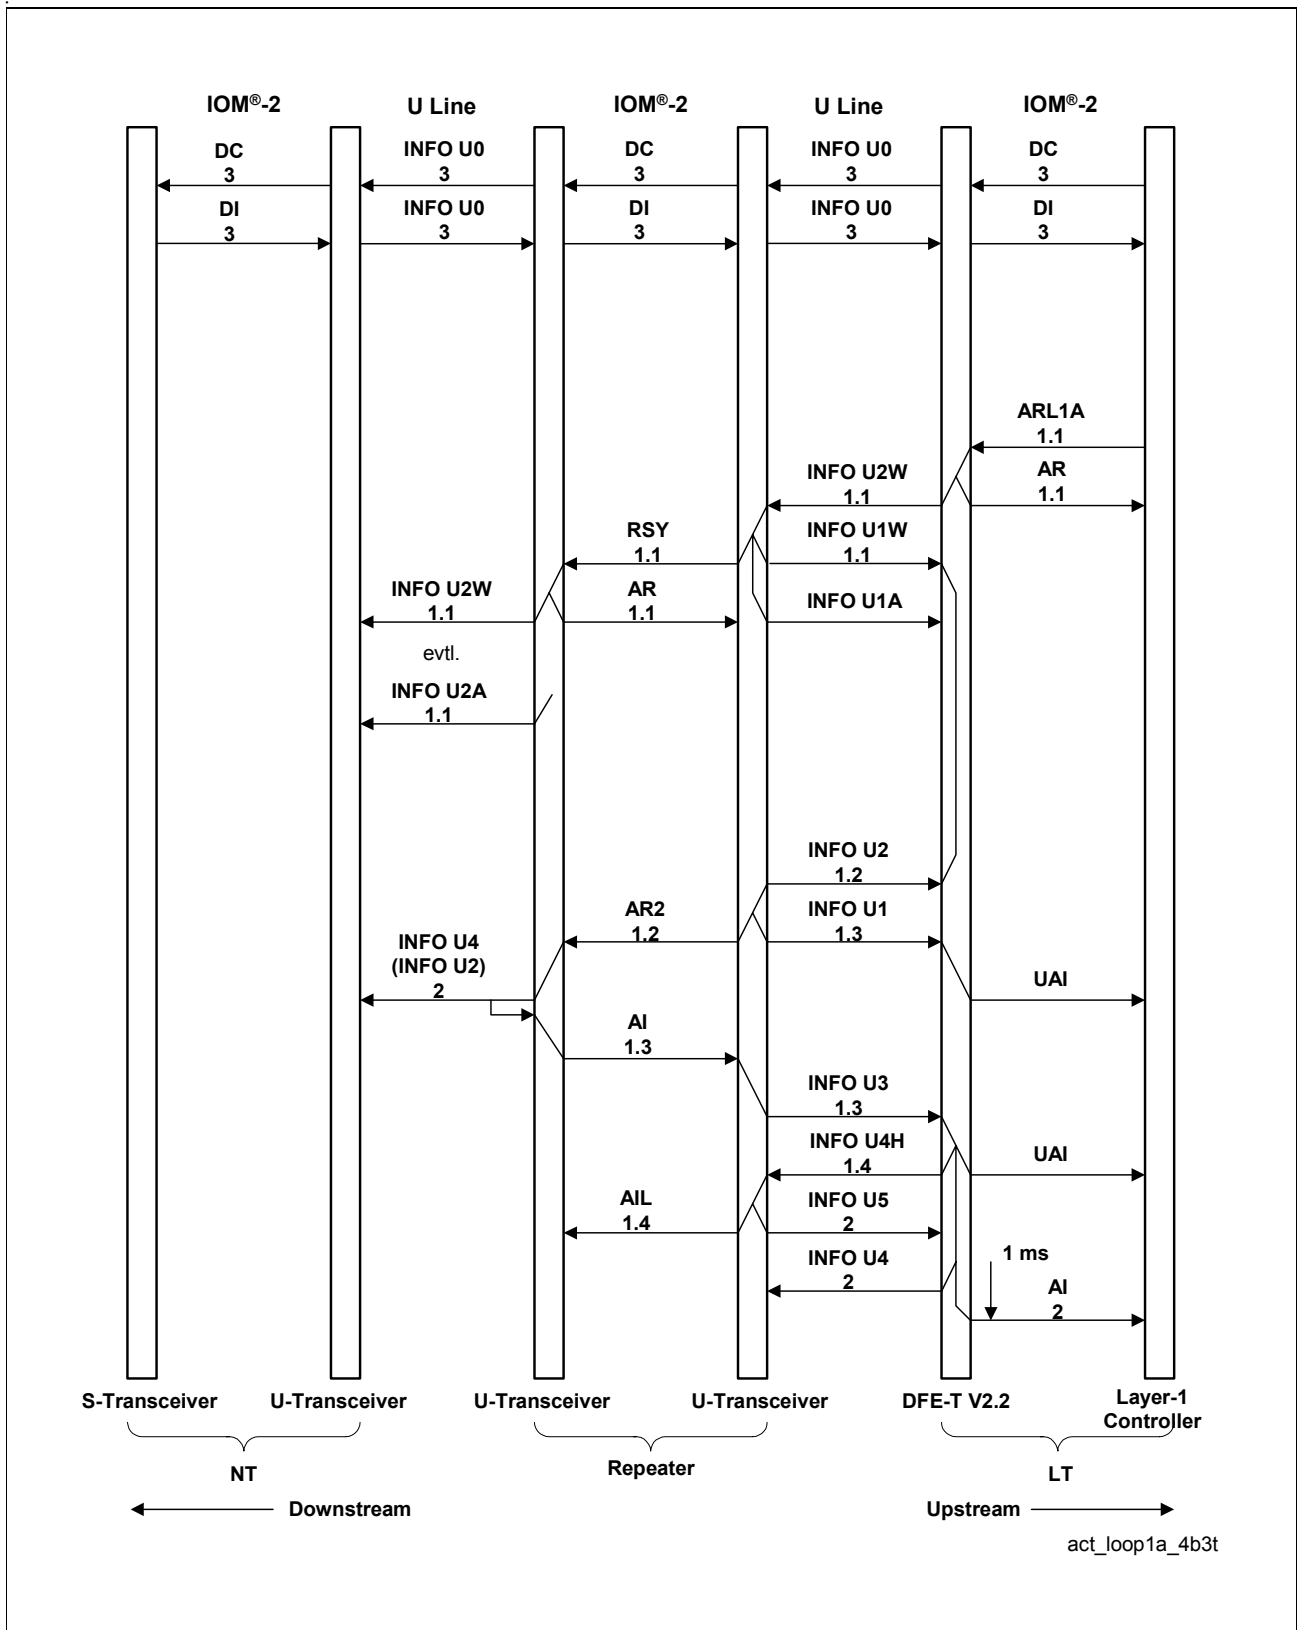 IOM®-2 U Line IOM®-2 U Line IOM®-2
DC INFO U0 DC INFO U0 DC
3 3 3 3 3
DI INFO U0 DI INFO U0 DI
3 3 3 3 3
ARL1A
1.1
INFO U2W AR
1.1 1.1
RSY INFO U1W
1.1 1.1
INFO U2W AR INFO U1A
1.1 1.1
evtl.
INFO U2A
1.1
INFO U2
1.2
AR2 INFO U1
1.2 1.3
INFO U4
(INFO U2) UAI
2
AI
1.3
INFO U3
1.3
INFO U4H UAI
1.4
AIL INFO U5
1.4 2
INFO U4 1 ms
2 AI
2
S-Transceiver U-Transceiver U-Transceiver U-Transceiver DFE-T V2.2 Layer-1
Controller
NT Repeater LT
Downstream Upstream
act_loop1a_4b3t